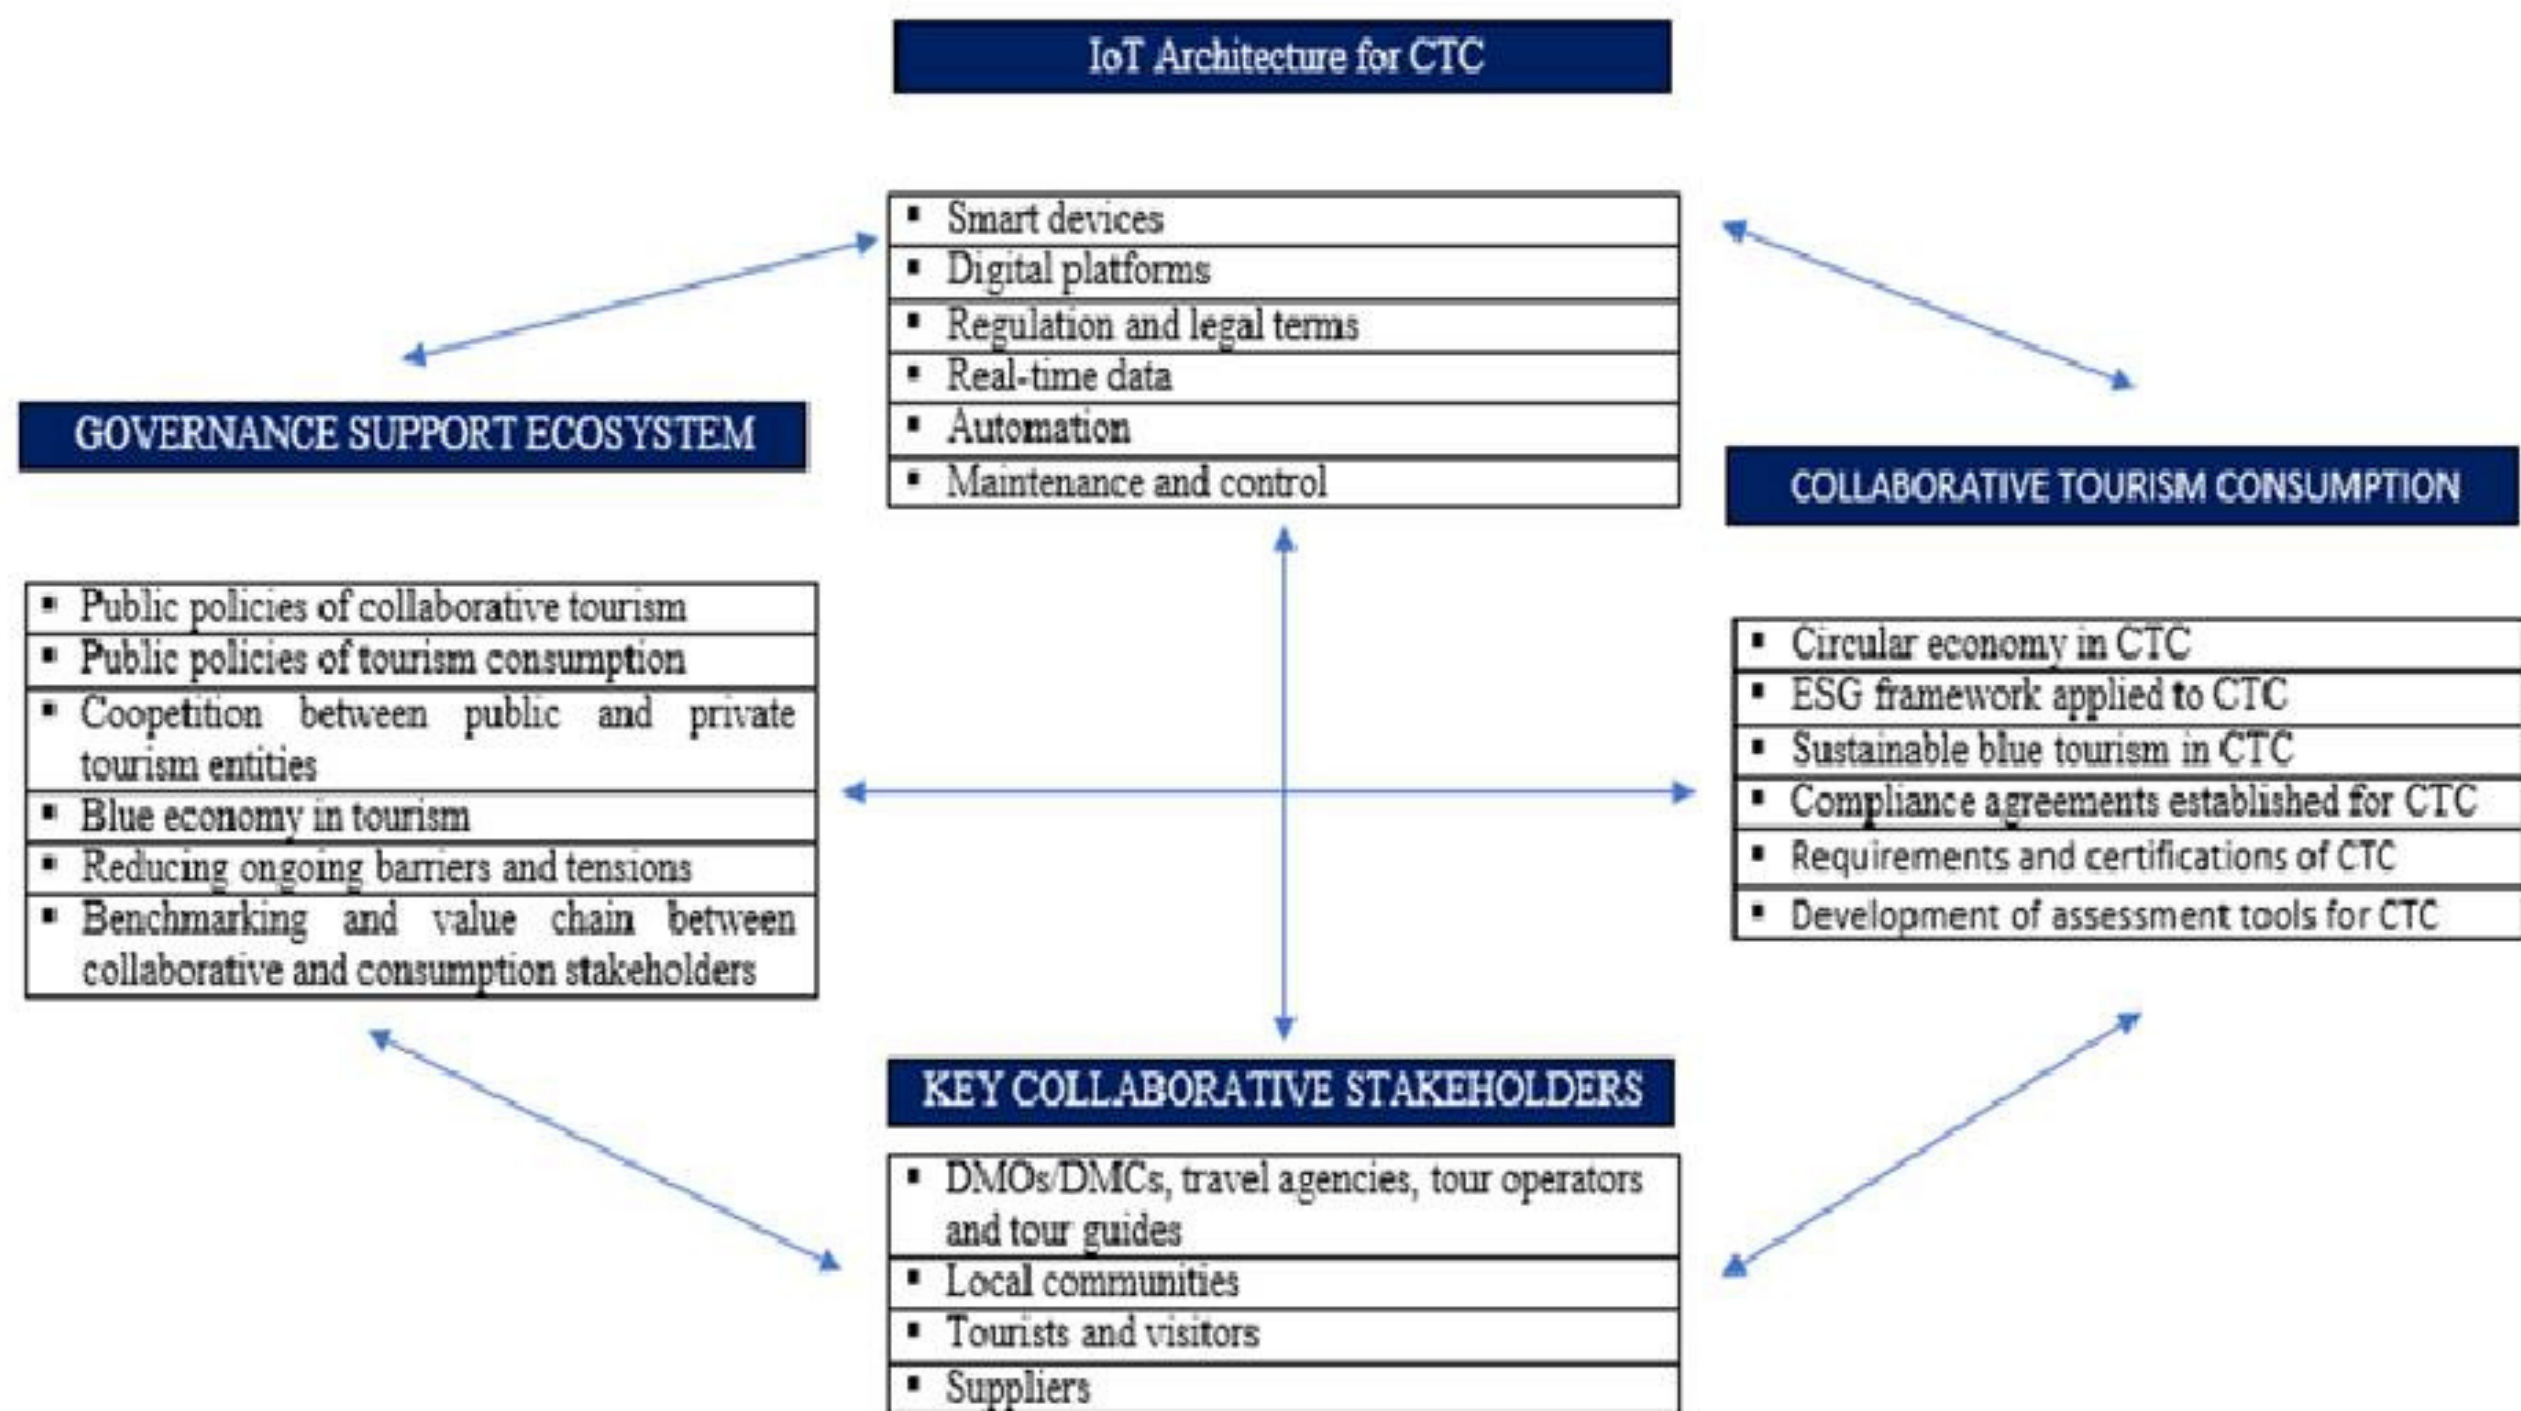 IoT Architecture for CTC
▪ Smart devices
▪ Digital platforms
▪ Regulation and legal terms
▪ Real-time data
▪ Automation
▪ Maintenance and control
GOVERNANCE SUPPORT ECOSYSTEM
▪ Public policies of collaborative tourism
▪ Public policies of tourism consumption
▪ Coopetition between public and private
tourism entities
▪ Blue economy in tourism
▪ Reducing ongoing barriers and tensions
▪ Benchmarking and value chain between
collaborative and consumption stakeholders
COLLABORATIVE TOURISM CONSUMPTION
▪ Circular economy in CTC
▪ ESG framework applied to CTC
▪ Sustainable blue tourism in CTC
▪ Compliance agreements established for CTC
▪ Requirements and certifications of CTC
▪ Development of assessment tools for CTC
KEY COLLABORATIVE STAKEHOLDERS
▪ DMOs/DMCs, travel agencies, tour operators
and tour guides
▪ Local communities
▪ Tourists and visitors
▪ Suppliers